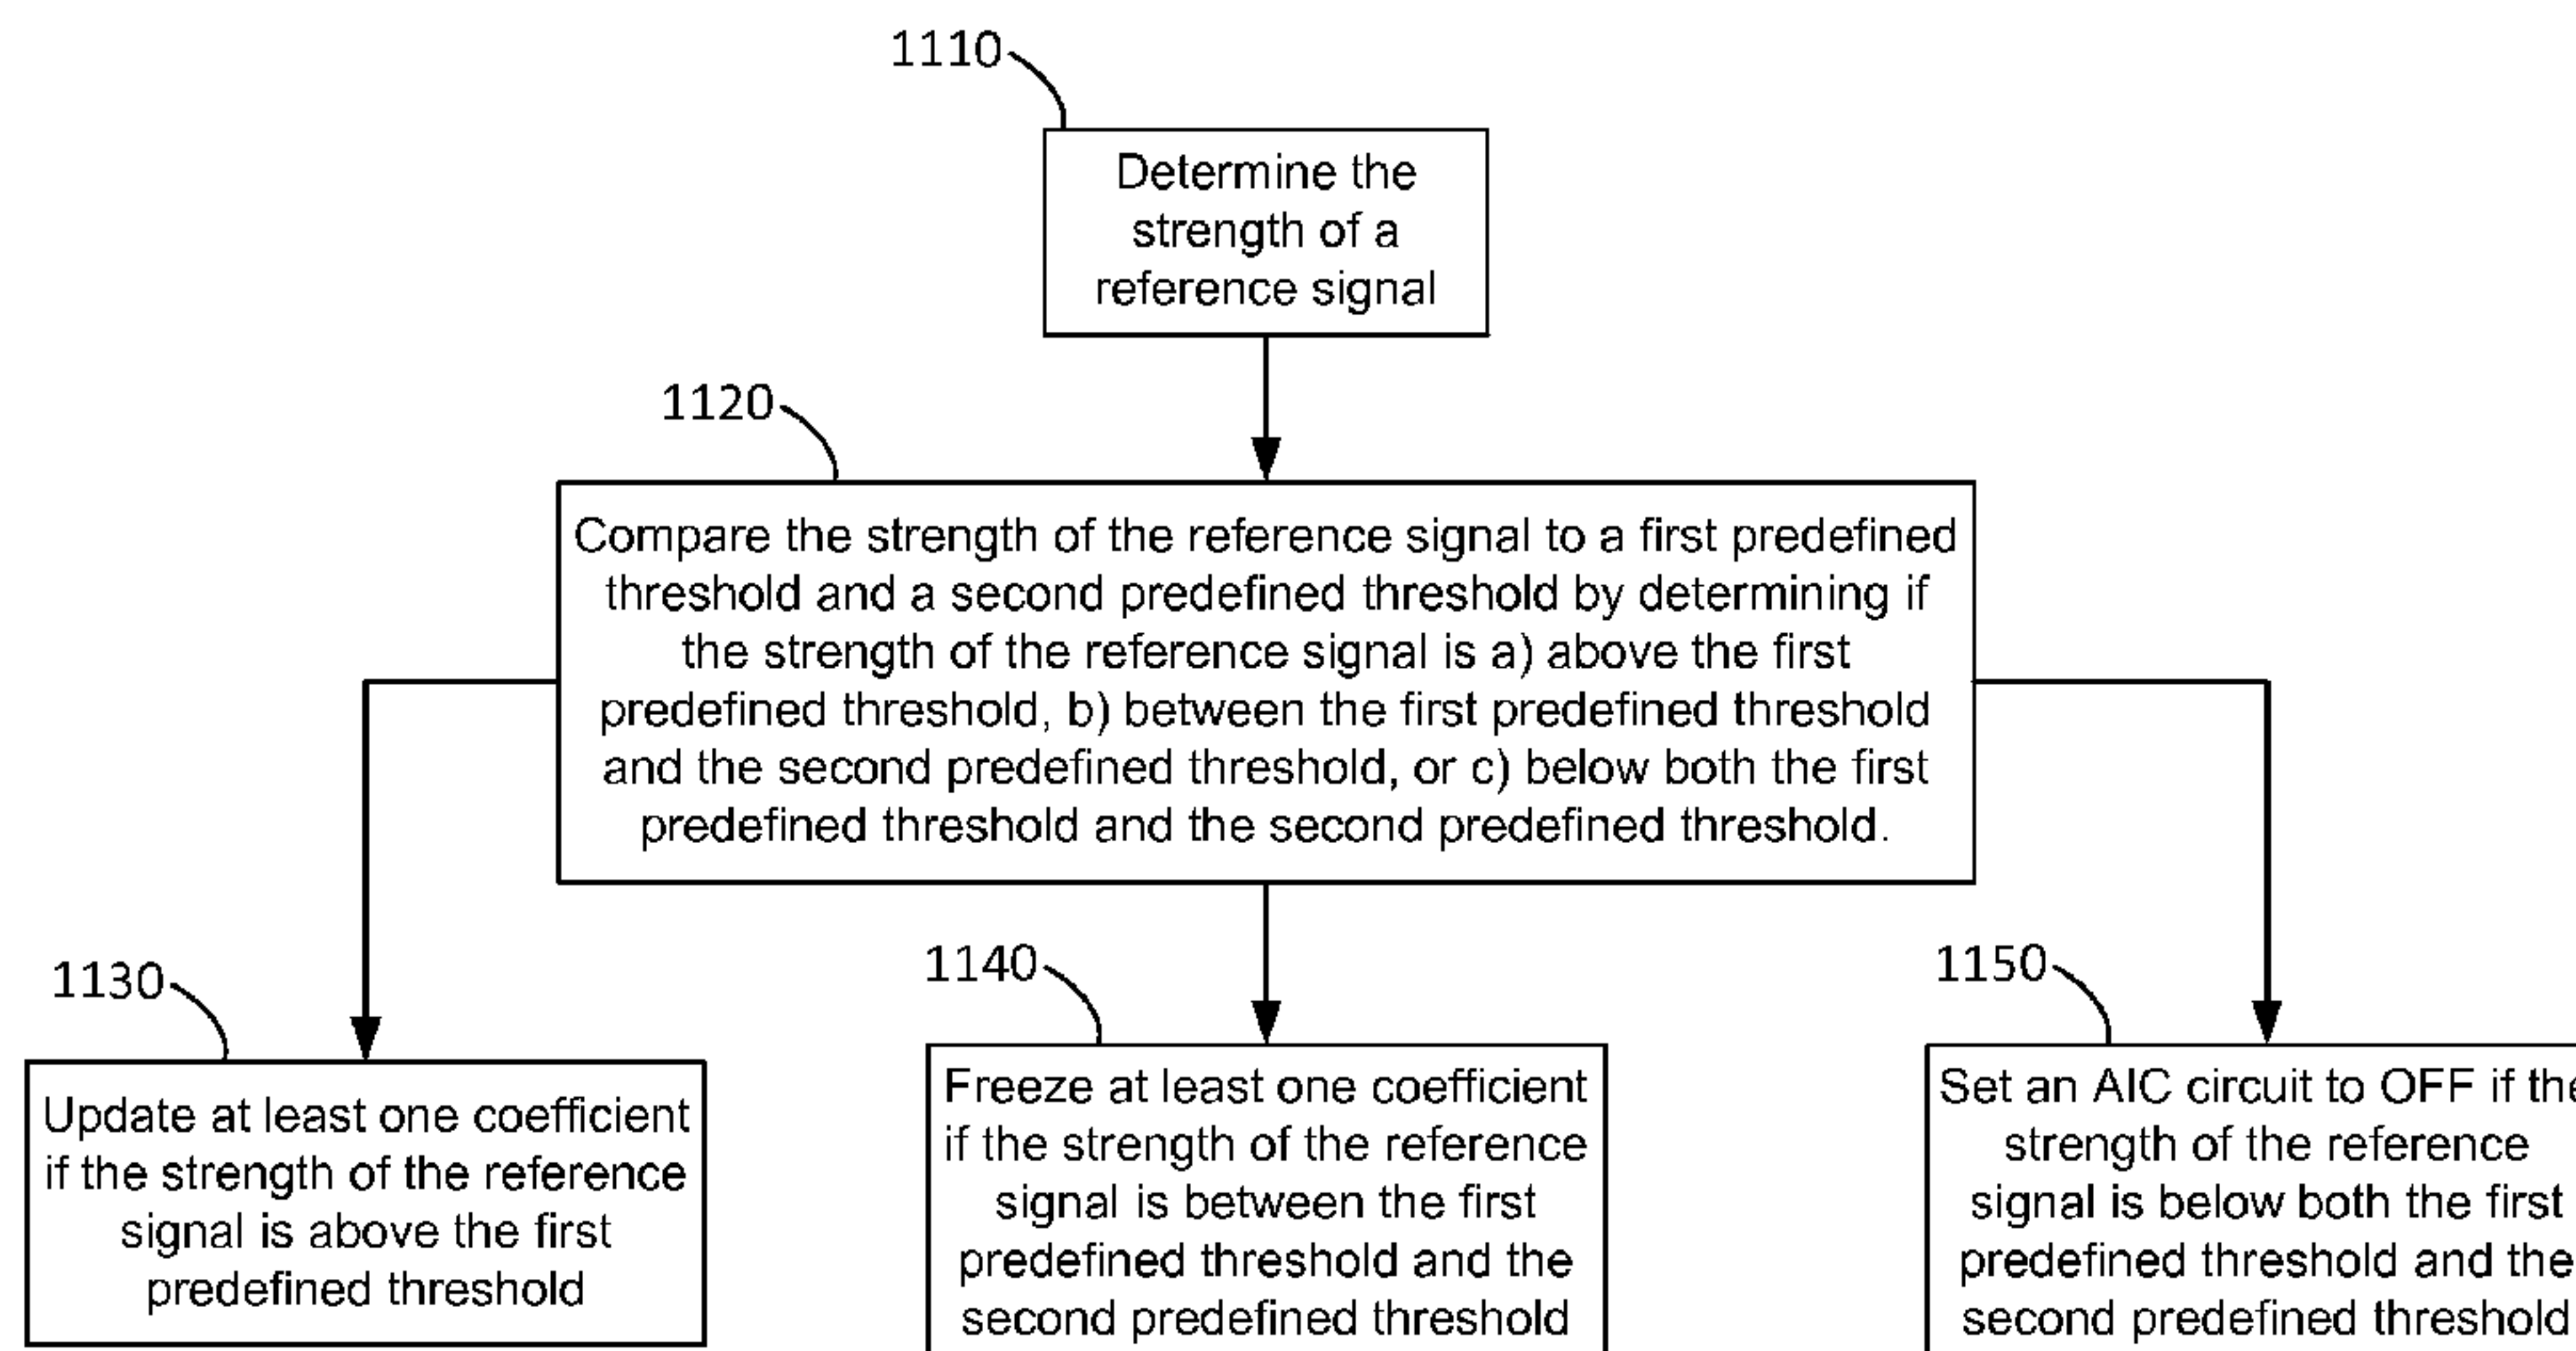 1110
Determine the
strength of a
reference signal
1120
Compare the strength of the reference signal to a first predefined
threshold and a second predefined threshold by determining if
the strength of the reference signal is a) above the first
predefined threshold, b) between the first predefined threshold
and the second predefined threshold, or c) below both the first
predefined threshold and the second predefined threshold.
1130
Update at least one coefficient
if the strength of the reference
signal is above the first
predefined threshold
1140
Freeze at least one coefficient
if the strength of the reference
signal is between the first
predefined threshold and the
second predefined threshold
1150
Set an AIC circuit to OFF if the
strength of the reference
signal is below both the first
predefined threshold and the
second predefined threshold